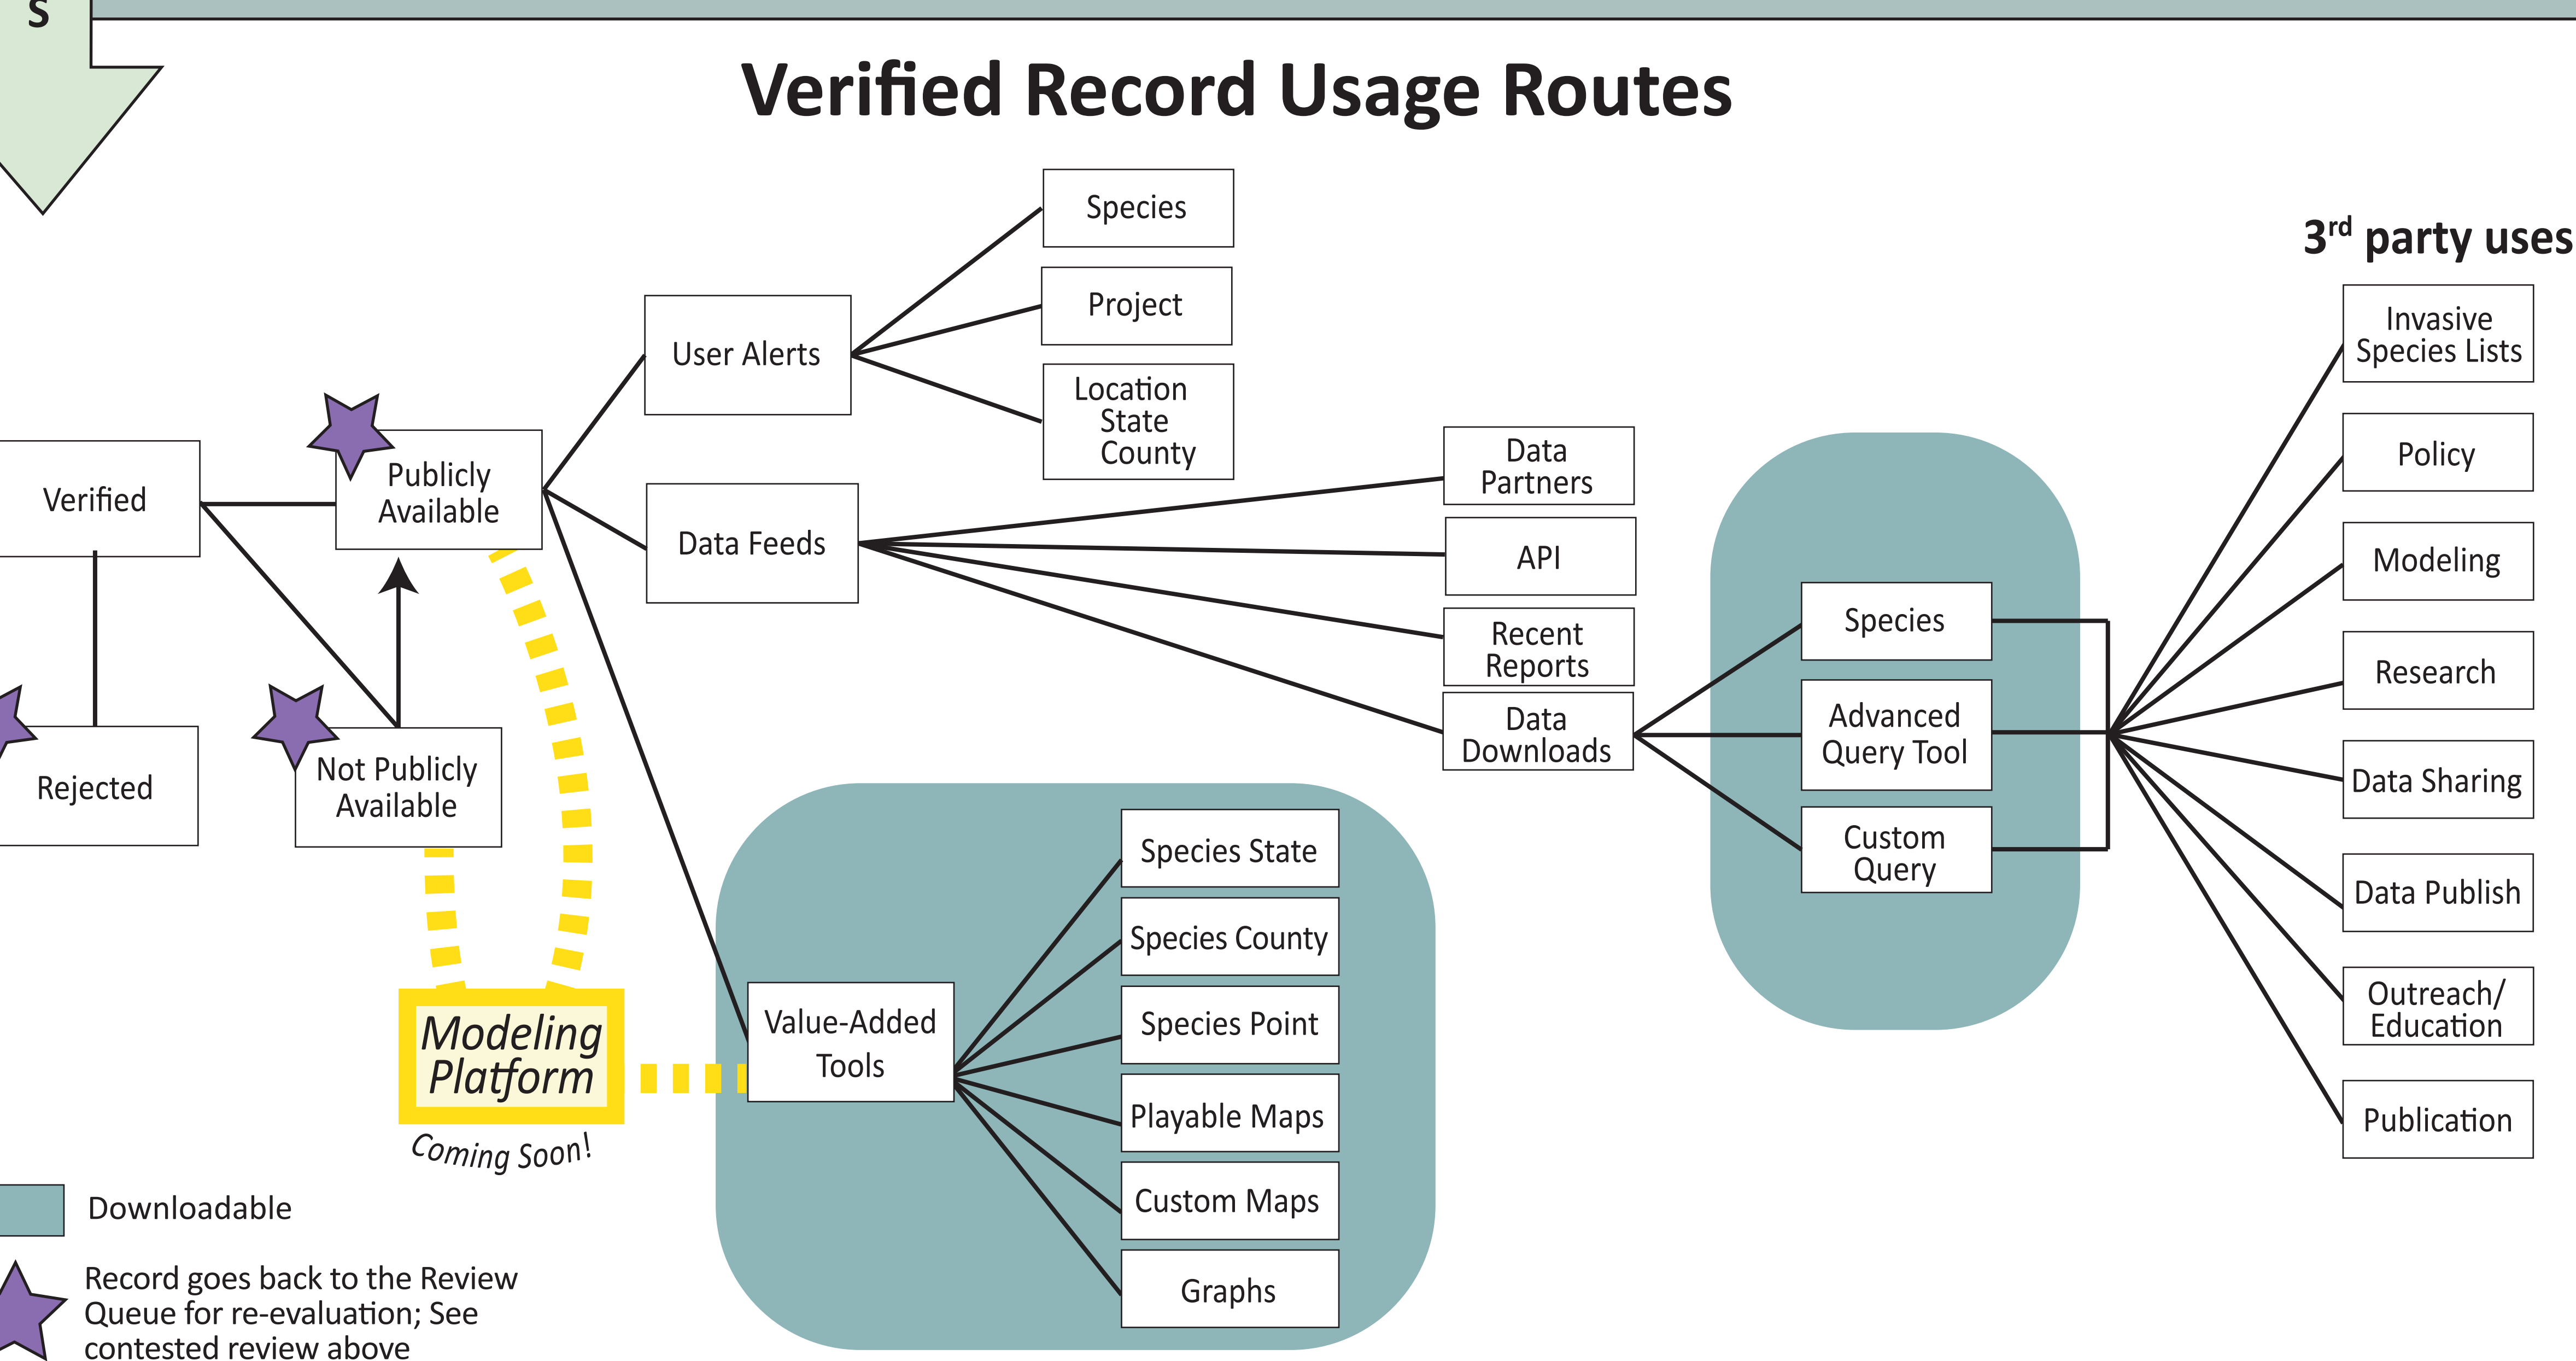 s
Verified Record Usage Routes
Species
Project
Location
State
County
User Alerts
3rd party uses
Verified
Publicly
Available
Data Feeds
Data
Partners
API
Recent
Reports
Data
Downloads
Species
Advanced
Query Tool
Custom
Query
Invasive
Species Lists
Policy
Modeling
Research
Data Sharing
Data Publish
Outreach/
Education
Publication
Rejected
Not Publicly
Available
Modeling
Platform
Coming Soon!
Value-Added
Tools
Species State
Species County
Species Point
Playable Maps
Custom Maps
Graphs
Downloadable
Record goes back to the Review
Queue for re-evaluation; See
contested review above